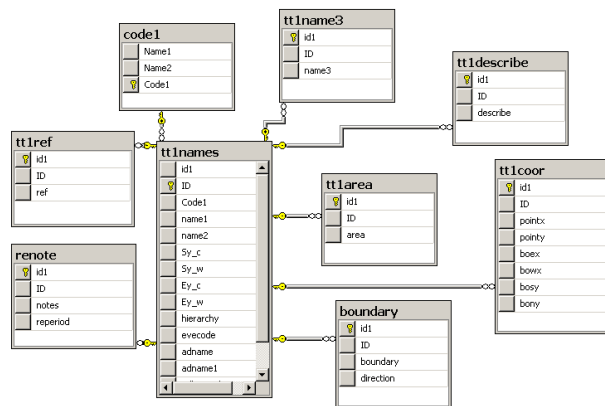 code1
Name1
Name2
Code1
tt1name3
id1
ID
name3
tt1describe
id1
ID
describe
tt1ref
id1
ID
ref
tt1names
id1
ID
Code1
name1
name2
Sy_c
Sy_w
Ey_c
Ey_w
hierarchy
evecode
adname
adname1
tt1area
id1
ID
area
tt1coor
id1
ID
pointx
pointy
boex
bowx
bosy
bony
renote
id1
ID
notes
reperiod
boundary
id1
ID
boundary
direction